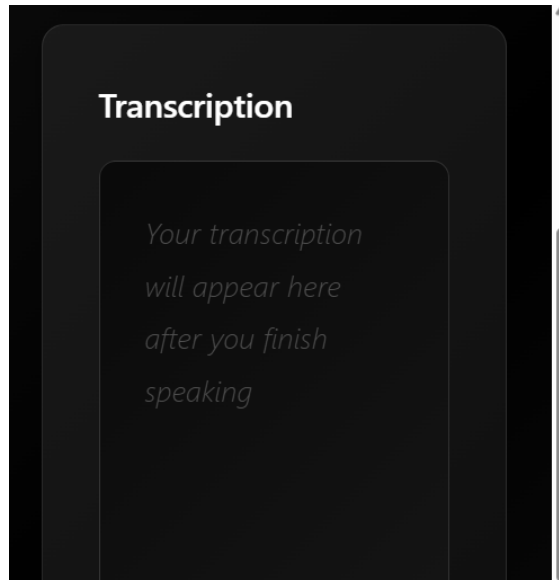 Transcription
Your transcription
will appear here
after you finish
speaking